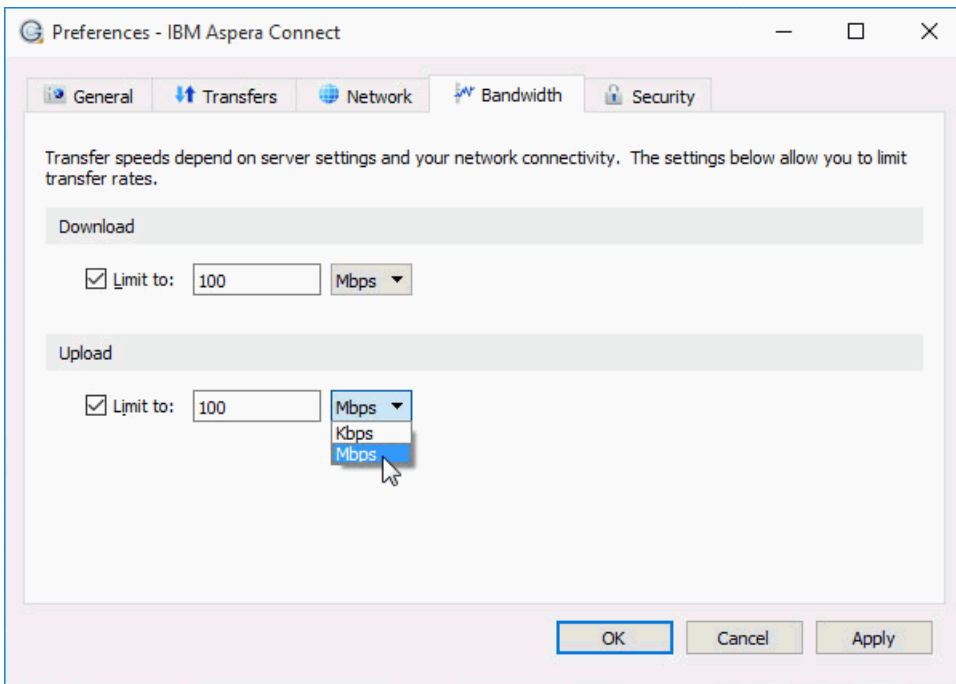 Preferences - IBM Aspera Connect
General Transfers Network Bandwidth Security
Transfer speeds depend on server settings and your network connectivity. The settings below allow you to limit
transfer rates.
Download
Limit to: 100 Mbps
Upload
Limit to: 100 Mbps
Kbps
Mbps
OK Cancel Apply